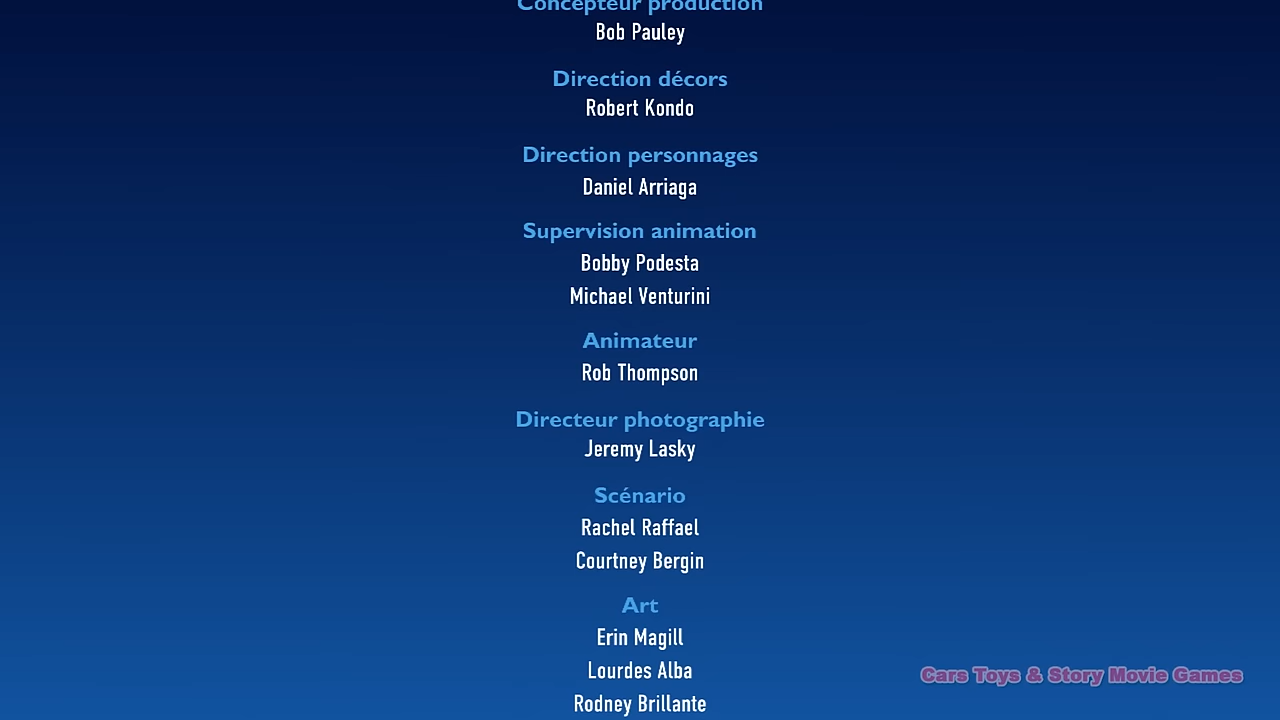 Concepteur production
Bob Pauley
Direction décors
Robert Kondo
Direction personnages
Daniel Arriaga
Supervision animation
Bobby Podesta
Michael Venturini
Animateur
Rob Thompson
Directeur photographie
Jeremy Lasky
Scénario
Rachel Raffael
Courtney Bergin
Art
Erin Magill
Lourdes Alba
Cars Toys & Story Movie Games
Rodney Brillante